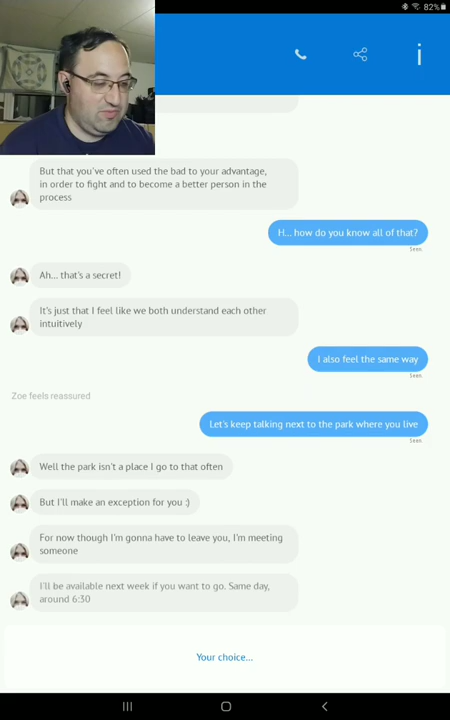 82%
i
But that you've often used the bad to your advantage,
in order to fight and to become a better person in the
process
H... how do you know all of that?
Seen
Ah... that's a secret!
It's just that I feel like we both understand each other
intuitively
I also feel the same way
Seen
Zoe feels reassured
Let's keep talking next to the park where you live
Seen
Well the park isn't a place I go to that often
But I'll make an exception for you :)
For now though I'm gonna have to leave you, I'm meeting
someone
I'll be available next week if you want to go. Same day,
around 6:30
Your choice...